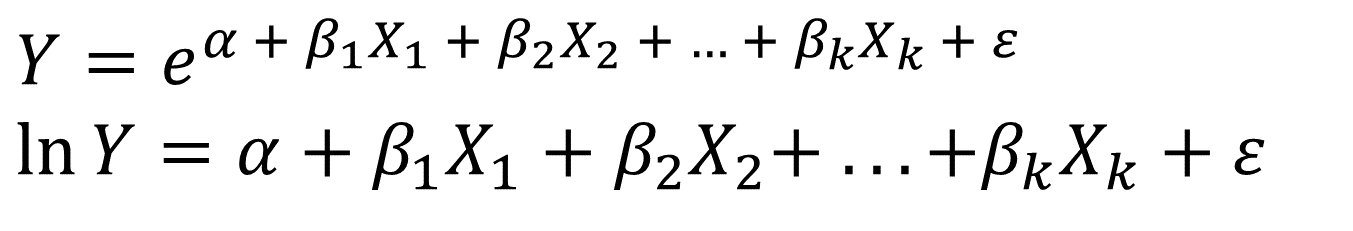 Y = e^{α + β₁X₁ + β₂X₂ + … + βₖXₖ + ε}
ln Y = α + β₁X₁ + β₂X₂+ …+βₖXₖ + ε